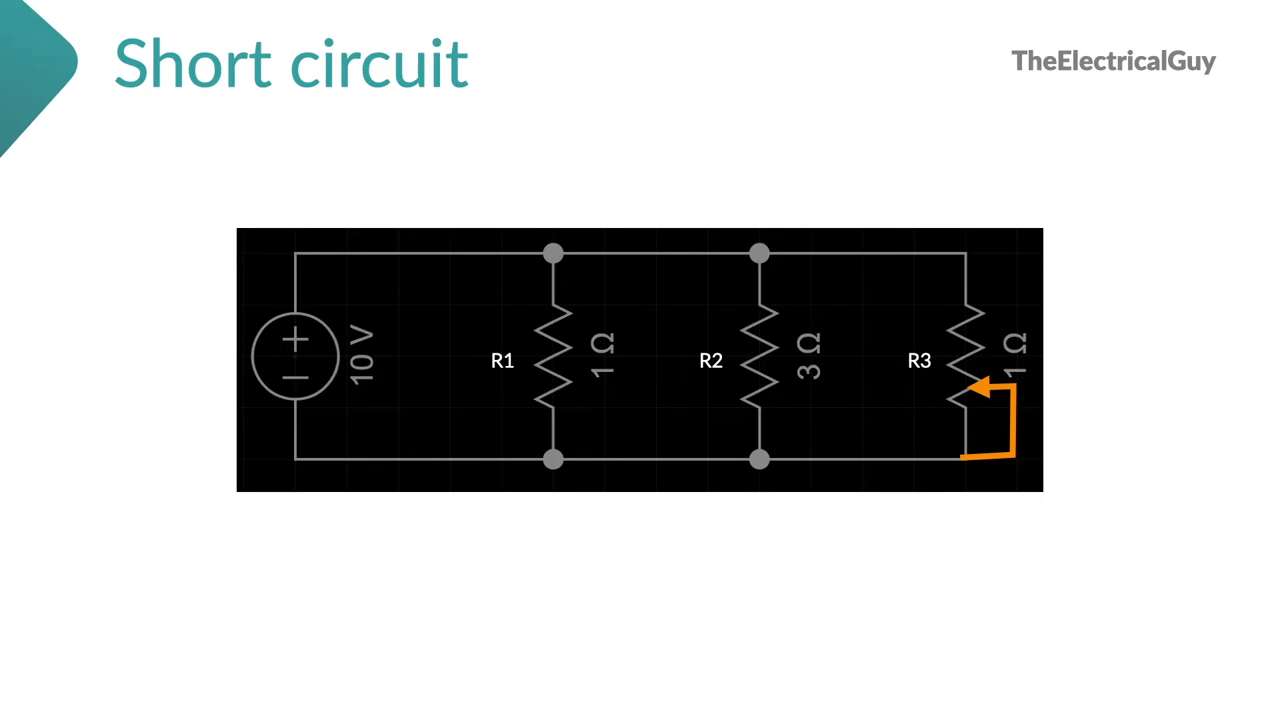 Short circuit
TheElectricalGuy
10 V
R1
1 Ω
R2
3 Ω
R3
1 Ω